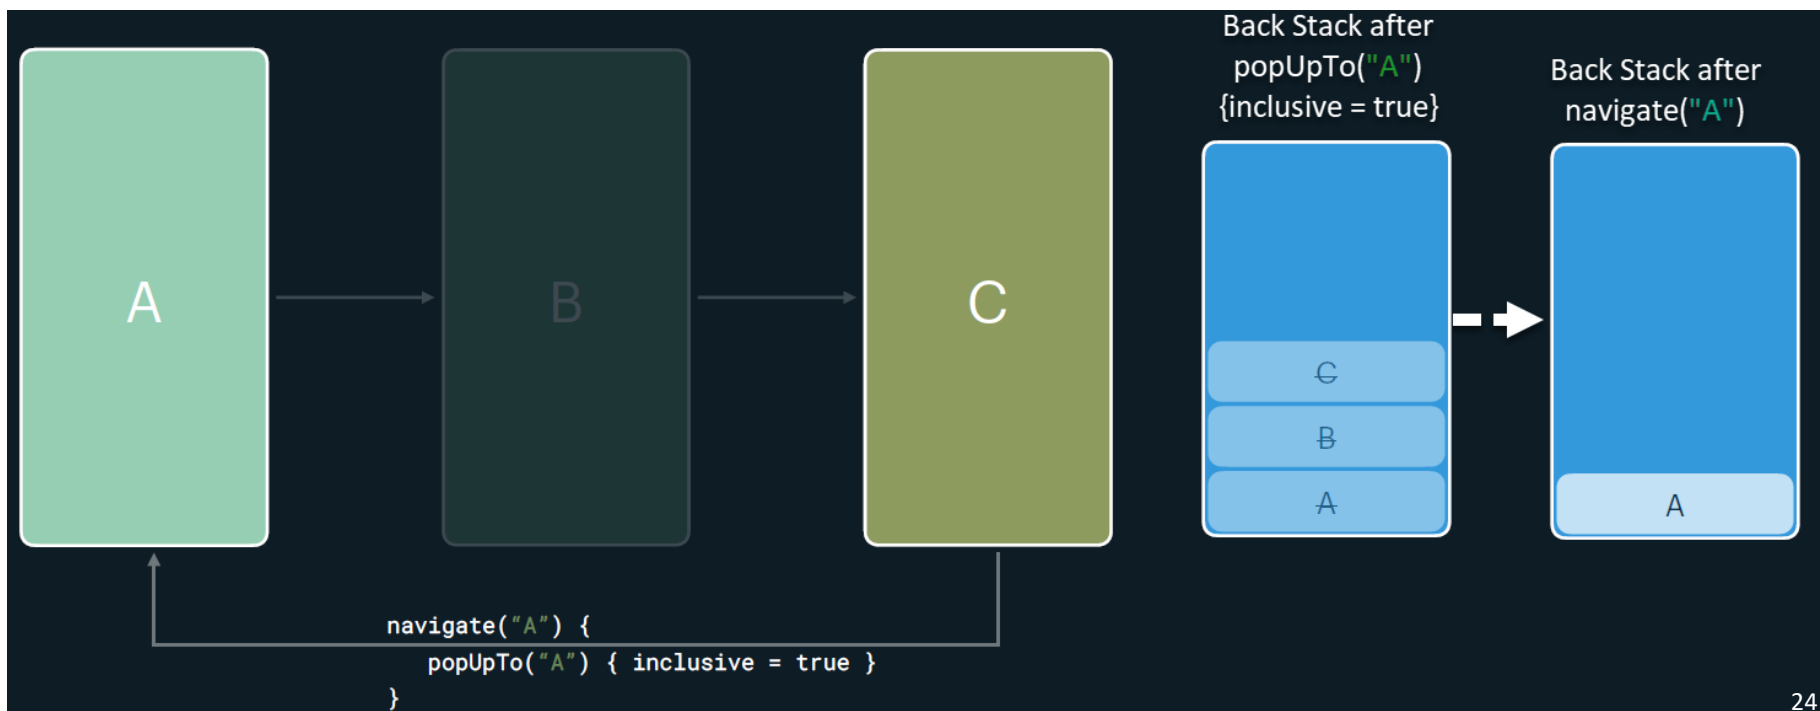 A
B
C
navigate("A") {
popUpTo("A") { inclusive = true }
}
Back Stack after
popUpTo("A")
{inclusive = true}
C
B
A
Back Stack after
navigate("A")
A
24